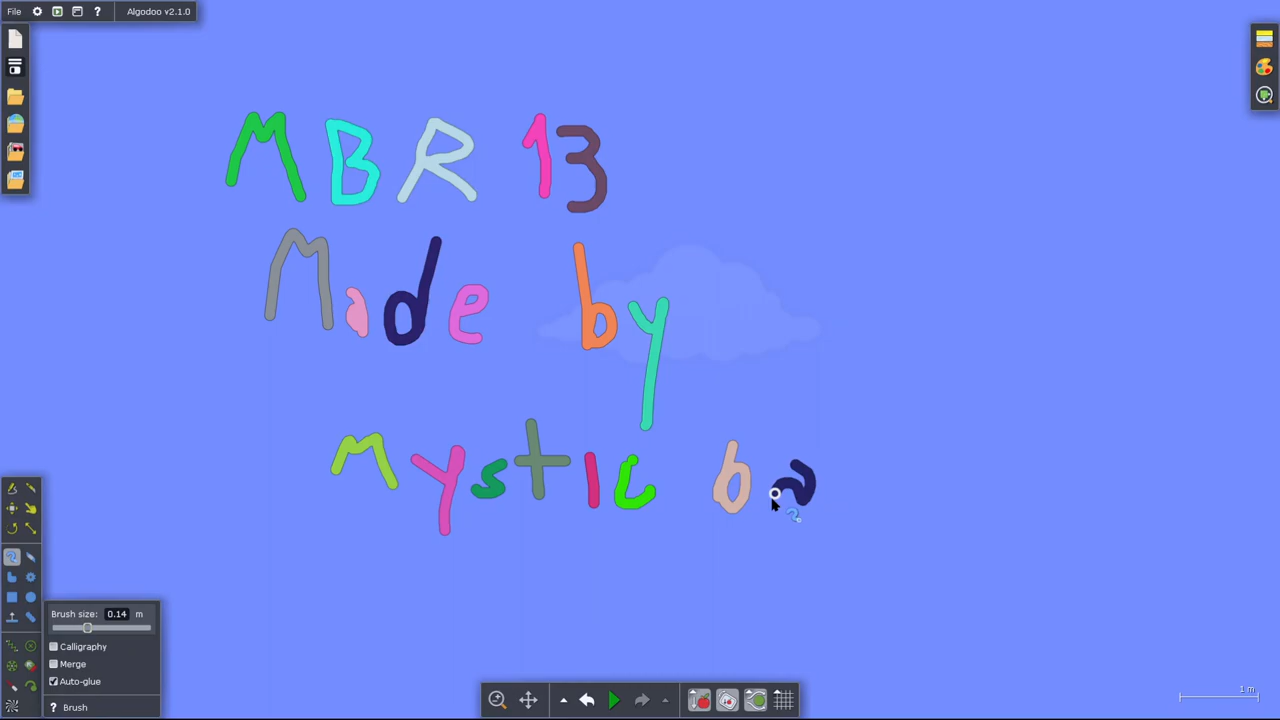 File Algodoo v2.1.0
MBR 13
Made by
Mystic ba
Brush size: 0.14 m
Calligraphy
Merge
Auto-glue
? Brush
1 m